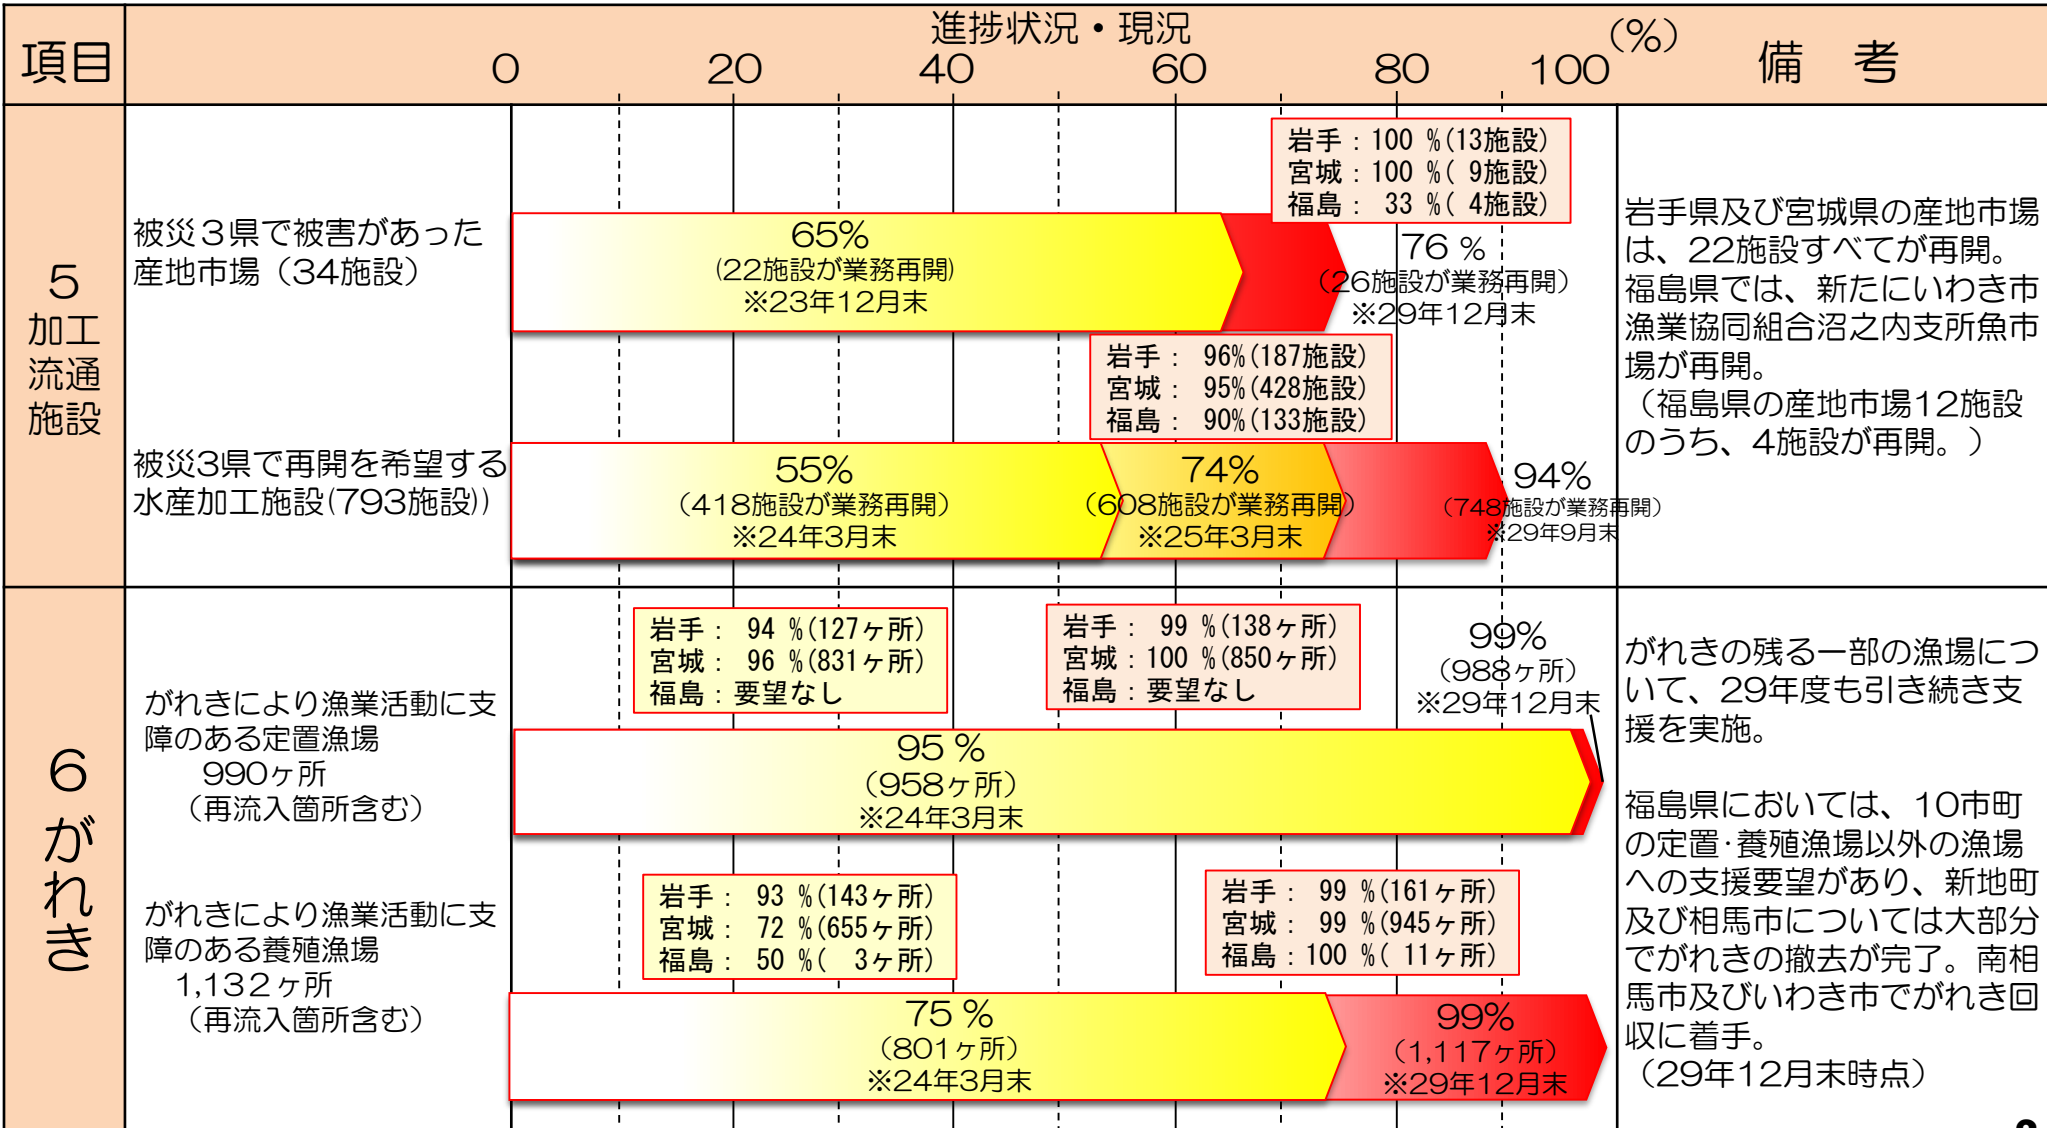 項目
進捗状況・現況
(%)
0 20 40 60 80 100
備　考
5
加工
流通
施設
被災３県で被害があった
産地市場（34施設）
65%
(22施設が業務再開)
※23年12月末
岩手：100 %(13施設)
宮城：100 %( 9施設)
福島： 33 %( 4施設)
76 %
（26施設が業務再開）
※29年12月末
岩手県及び宮城県の産地市場
は、22施設すべてが再開。
福島県では、新たにいわき市
漁業協同組合沼之内支所魚市
場が再開。
（福島県の産地市場12施設
のうち、4施設が再開。）
被災3県で再開を希望する
水産加工施設(793施設))
岩手： 96%(187施設)
宮城： 95%(428施設)
福島： 90%(133施設)
55%
（418施設が業務再開）
※24年3月末
74%
（608施設が業務再開）
※25年3月末
94%
（748施設が業務再開）
※29年9月末
6
がれき
がれきにより漁業活動に支
障のある定置漁場
990ヶ所
（再流入箇所含む）
岩手： 94 %(127ヶ所)
宮城： 96 %(831ヶ所)
福島：要望なし
岩手： 99 %(138ヶ所)
宮城：100 %(850ヶ所)
福島：要望なし
99%
（988ヶ所）
※29年12月末
95 %
（958ヶ所）
※24年3月末
がれきの残る一部の漁場につ
いて、29年度も引き続き支
援を実施。
福島県においては、10市町
の定置･養殖漁場以外の漁場
への支援要望があり、新地町
及び相馬市については大部分
でがれきの撤去が完了。南相
馬市及びいわき市でがれき回
収に着手。
（29年12月末時点）
がれきにより漁業活動に支
障のある養殖漁場
1,132ヶ所
（再流入箇所含む）
岩手： 93 %(143ヶ所)
宮城： 72 %(655ヶ所)
福島： 50 %(　3ヶ所)
岩手： 99 %(161ヶ所)
宮城： 99 %(945ヶ所)
福島：100 %( 11ヶ所)
75 %
（801ヶ所）
※24年3月末
99%
（1,117ヶ所）
※29年12月末